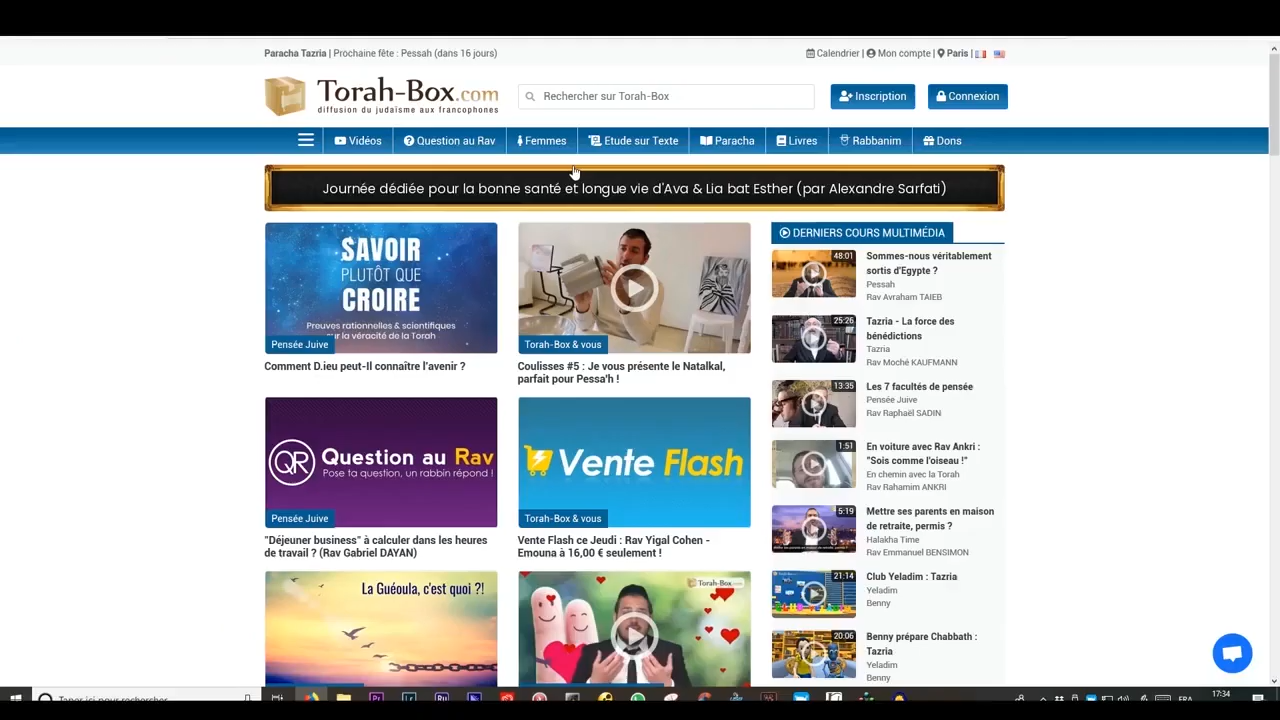 Paracha Tazria | Prochaine fête : Pessah (dans 16 jours)
Calendrier | Mon compte | Paris |
Torah-Box.com
diffusion du judaïsme aux francophones
Rechercher sur Torah-Box
Inscription
Connexion
Vidéos
Question au Rav
Femmes
Etude sur Texte
Paracha
Livres
Rabbanim
Dons
Journée dédiée pour la bonne santé et longue vie d'Ava & Lia bat Esther (par Alexandre Sarfati)
SAVOIR
PLUTÔT QUE
CROIRE
Preuves rationnelles & scientifiques
sur la véracité de la Torah
Pensée Juive
Comment D.ieu peut-Il connaître l'avenir ?
Torah-Box & vous
Coulisses #5 : Je vous présente le Natalkal,
parfait pour Pessa'h !
QR Question au Rav
Pose ta question, un rabbin répond !
Pensée Juive
"Déjeuner business" à calculer dans les heures
de travail ? (Rav Gabriel DAYAN)
Vente Flash
Torah-Box & vous
Vente Flash ce Jeudi : Rav Yigal Cohen -
Emouna à 16,00 € seulement !
La Guéoula, c'est quoi ?!
Torah-Box.com
DERNIERS COURS MULTIMÉDIA
48:01
Sommes-nous véritablement
sortis d'Egypte ?
Pessah
Rav Avraham TAIEB
25:26
Tazria - La force des
bénédictions
Tazria
Rav Moché KAUFMANN
13:35
Les 7 facultés de pensée
Pensée Juive
Rav Raphaël SADIN
1:51
En voiture avec Rav Ankri :
"Sois comme l'oiseau !"
En chemin avec la Torah
Rav Rahamim ANKRI
5:19
Mettre ses parents en maison
de retraite, permis ?
Halakha Time
Rav Emmanuel BENSIMON
21:14
Club Yeladim : Tazria
Yeladim
Benny
20:06
Benny prépare Chabbath :
Tazria
Yeladim
Benny
Taper ici pour rechercher
FRA
17:34